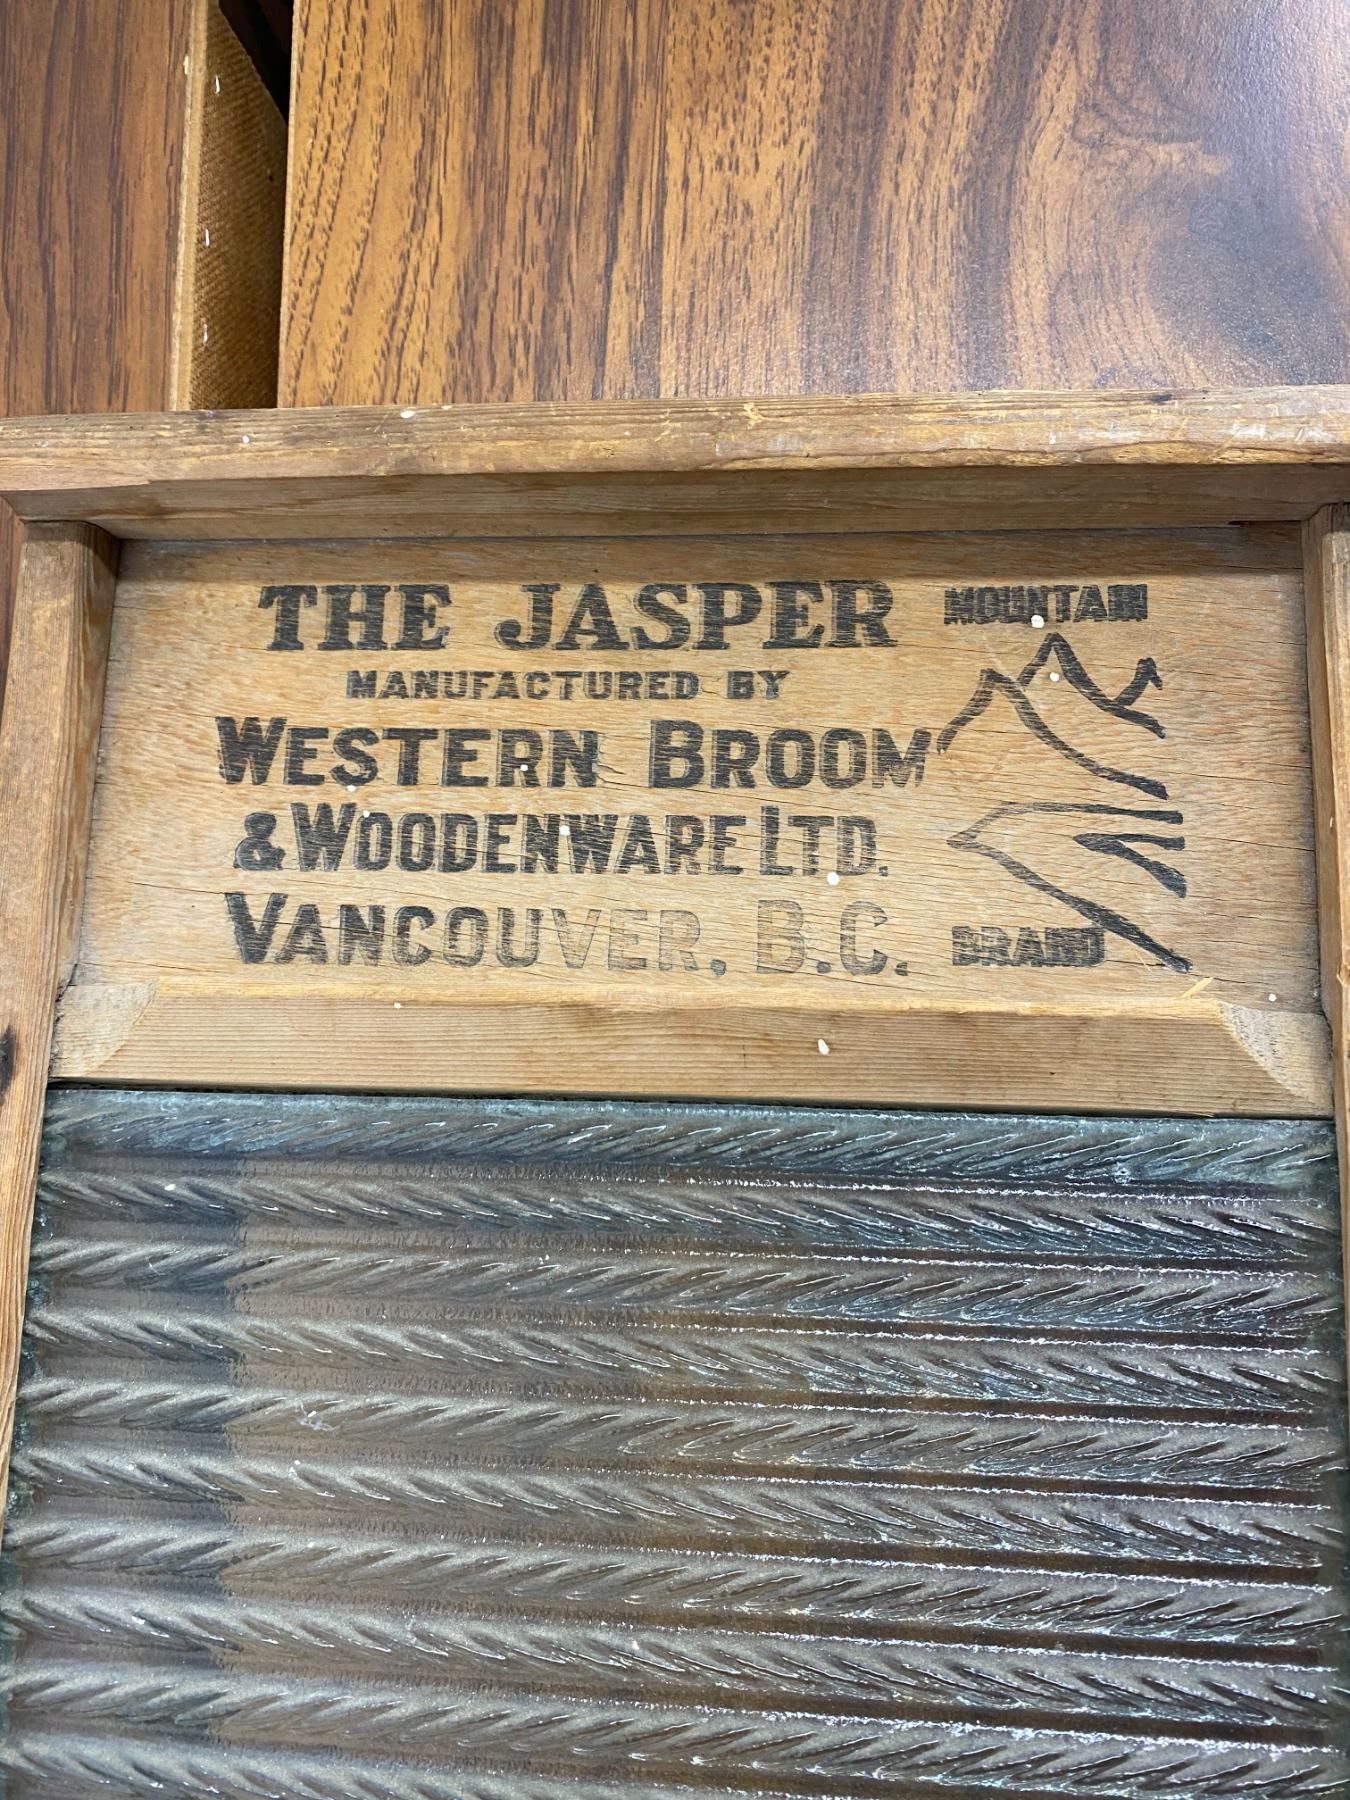 THE JASPER
MANUFACTURED BY
WESTERN BROOM
& WOODENWARE LTD.
VANCOUVER, B.C.
MOUNTAIN
BRAND